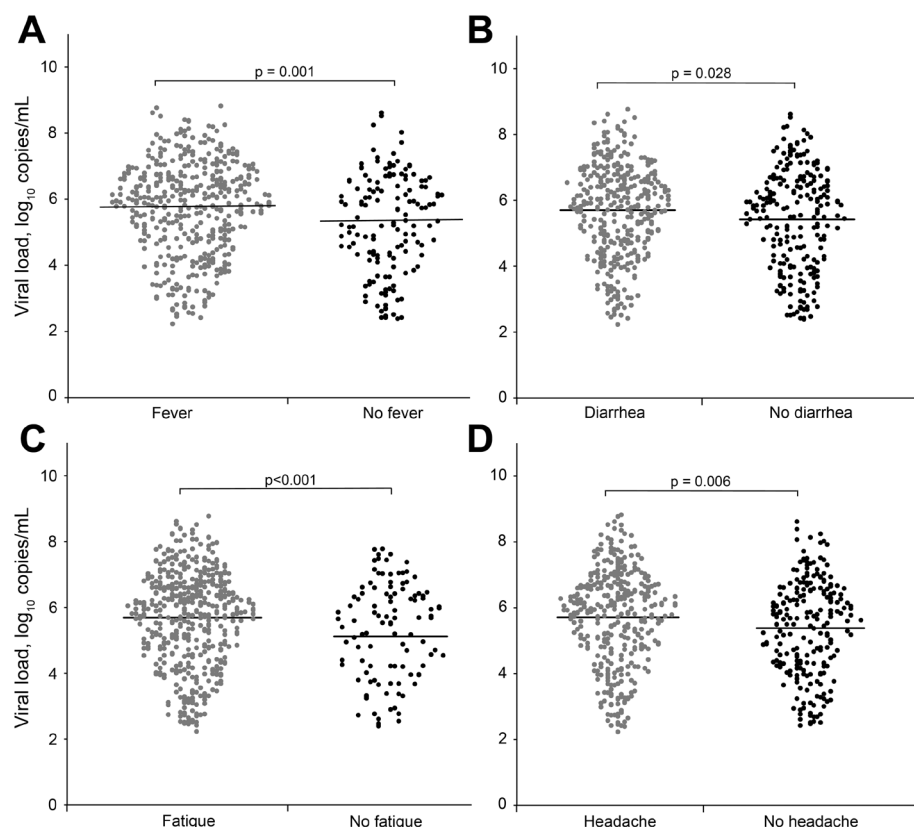 A
Viral load, log10 copies/mL
10
8
6
4
2
0
p = 0.001
Fever
No fever
B
10
8
6
4
2
0
p = 0.028
Diarrhea
No diarrhea
C
Viral load, log10 copies/mL
10
8
6
4
2
0
p<0.001
Fatigue
No fatigue
D
10
8
6
4
2
0
p = 0.006
Headache
No headache